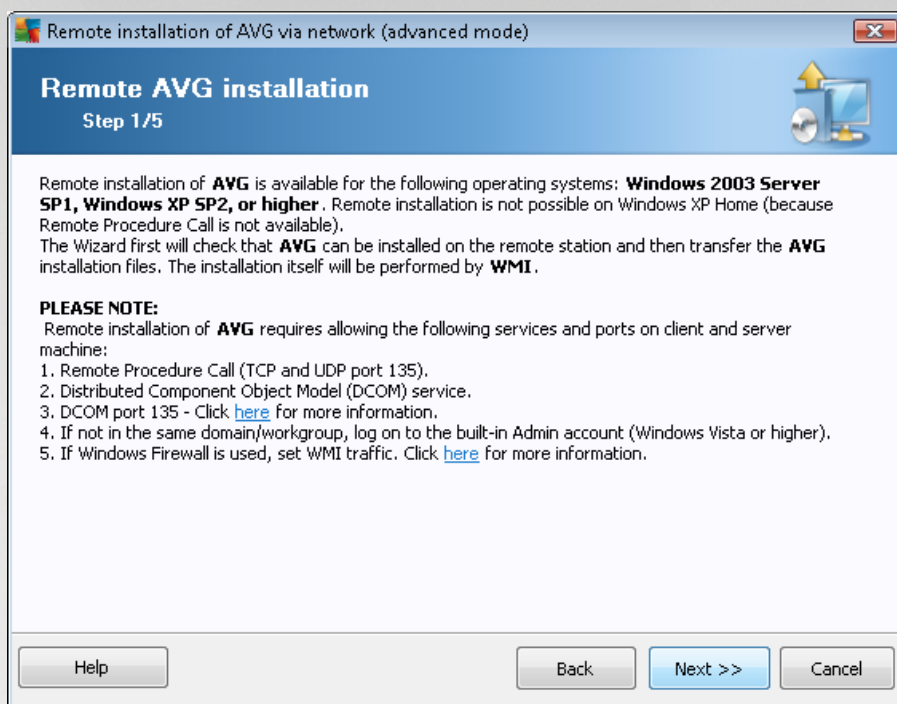 Remote installation of AVG via network (advanced mode)
Remote AVG installation
Step 1/5
Remote installation of AVG is available for the following operating systems: Windows 2003 Server
SP1, Windows XP SP2, or higher. Remote installation is not possible on Windows XP Home (because
Remote Procedure Call is not available).
The Wizard first will check that AVG can be installed on the remote station and then transfer the AVG
installation files. The installation itself will be performed by WMI.
PLEASE NOTE:
Remote installation of AVG requires allowing the following services and ports on client and server
machine:
1. Remote Procedure Call (TCP and UDP port 135).
2. Distributed Component Object Model (DCOM) service.
3. DCOM port 135 - Click here for more information.
4. If not in the same domain/workgroup, log on to the built-in Admin account (Windows Vista or higher).
5. If Windows Firewall is used, set WMI traffic. Click here for more information.
Help
Back
Next >>
Cancel